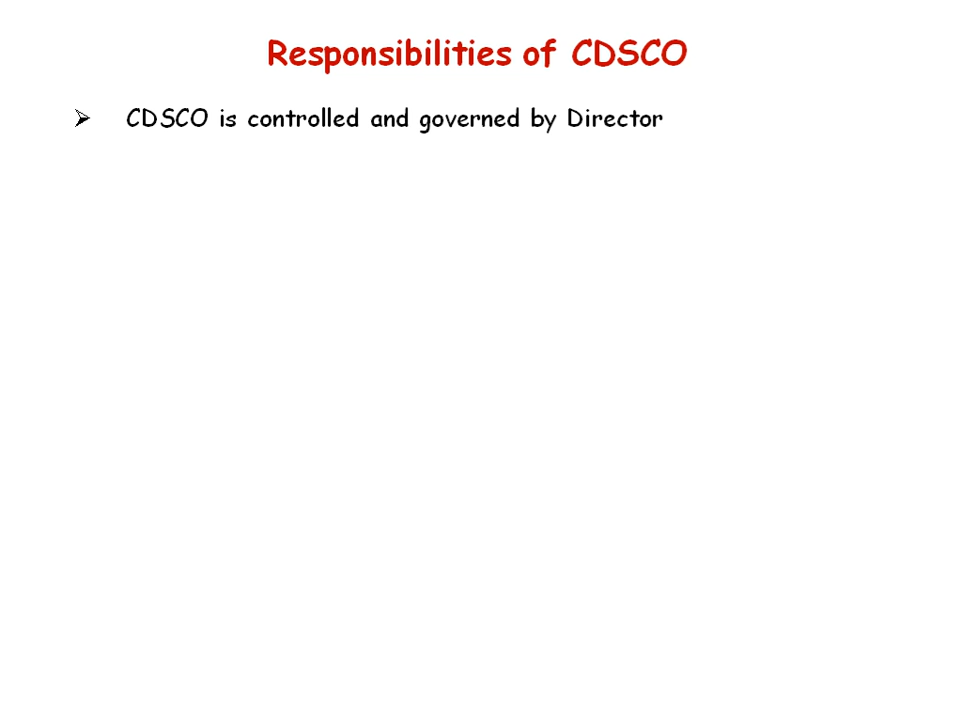 Responsibilities of CDSCO
➢ CDSCO is controlled and governed by Director